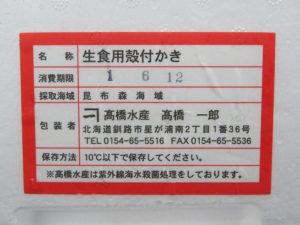 名称 生食用殻付かき
消費期限 1 6 12
採取海域 昆布森海域
包装者 髙橋水産 髙橋 一郎
北海道釧路市星が浦南2丁目1番36号
TEL 0154-65-5516 FAX 0154-65-5536
保存方法 10℃以下で保存してください。
※髙橋水産は紫外線海水殺菌処理をしております。